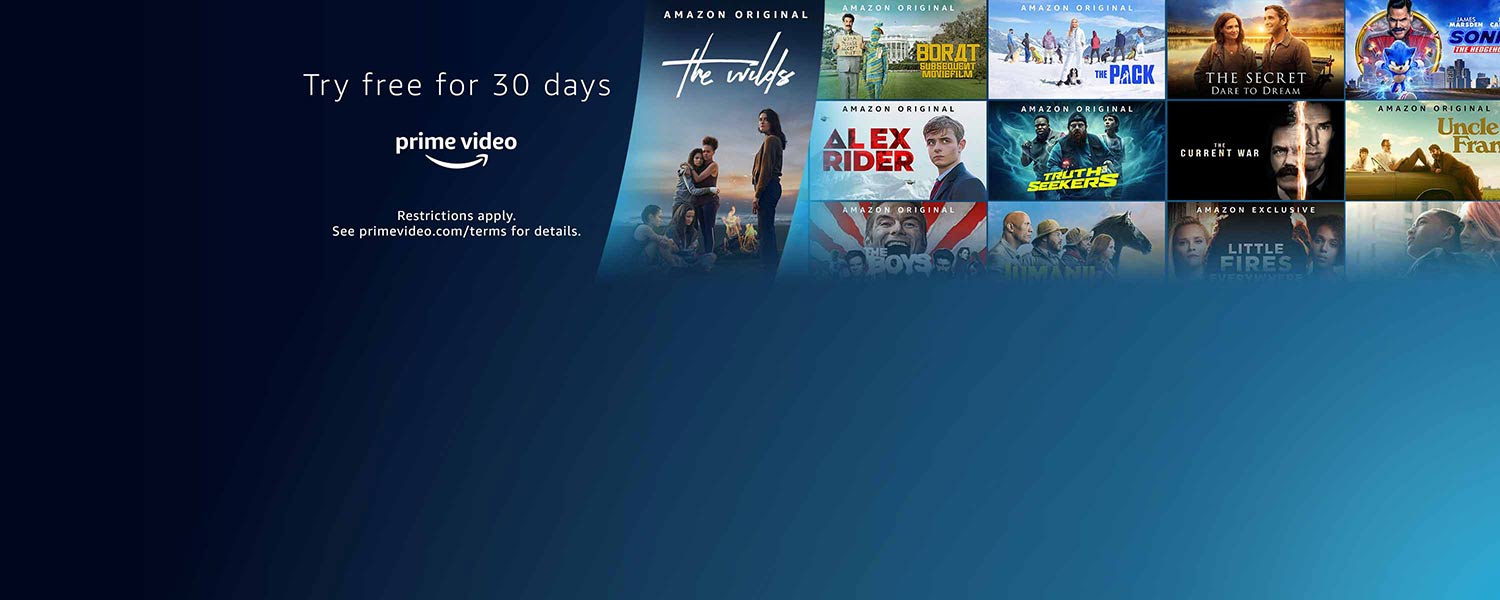 Try free for 30 days
prime video
Restrictions apply.
See primevideo.com/terms for details.
AMAZON ORIGINAL
the wilds
AMAZON ORIGINAL
BORAT
SUBSEQUENT
MOVIEFILM
AMAZON ORIGINAL
THE PACK
THE SECRET
DARE TO DREAM
JAMES
MARSDEN
THE HEDGEHOG
AMAZON ORIGINAL
ALEX
RIDER
AMAZON ORIGINAL
TRUTH
SEEKERS
THE
CURRENT WAR
AMAZON ORIGINAL
Uncle
AMAZON ORIGINAL
THE
BOYS
AMAZON EXCLUSIVE
LITTLE
FIRES
EVERYWHERE